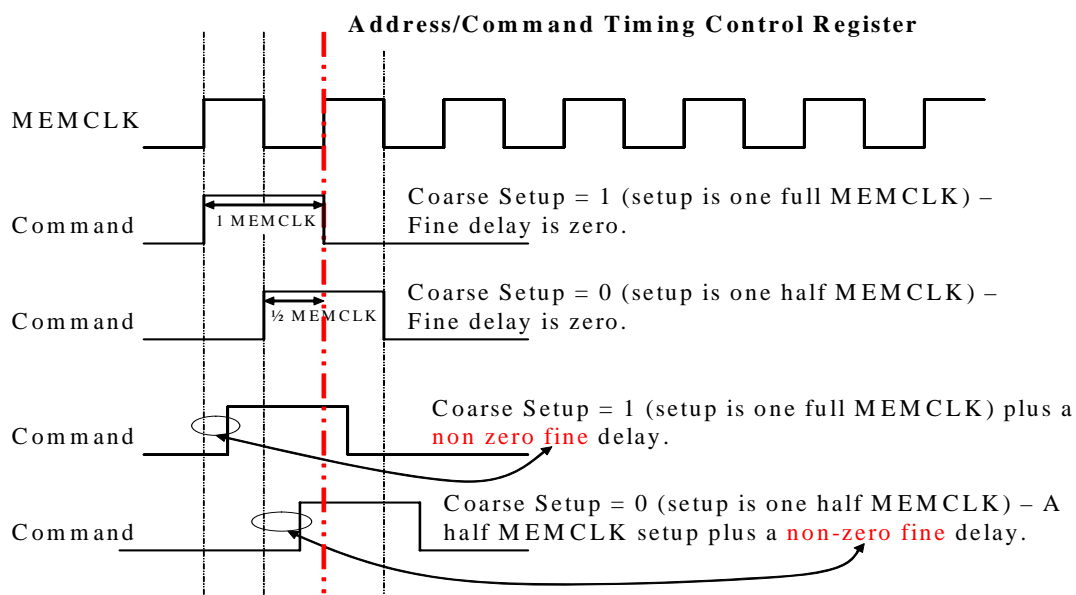 Address/Command Timing Control Register
MEMCLK
Command
1 MEMCLK
Coarse Setup = 1 (setup is one full MEMCLK) –
Fine delay is zero.
Command
½ MEMCLK
Coarse Setup = 0 (setup is one half MEMCLK) –
Fine delay is zero.
Command
Coarse Setup = 1 (setup is one full MEMCLK) plus a
non zero fine delay.
Command
Coarse Setup = 0 (setup is one half MEMCLK) – A
half MEMCLK setup plus a non-zero fine delay.